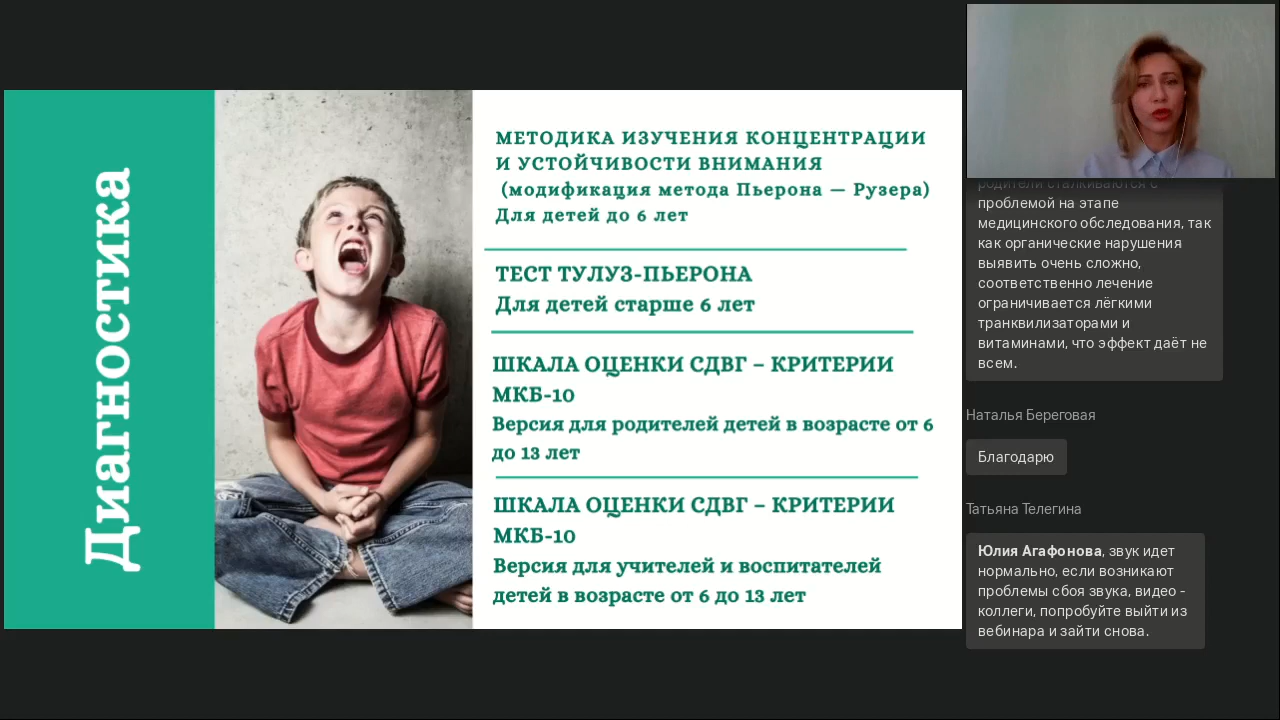 Диагностика
МЕТОДИКА ИЗУЧЕНИЯ КОНЦЕНТРАЦИИ
И УСТОЙЧИВОСТИ ВНИМАНИЯ
(модификация метода Пьерона — Рузера)
Для детей до 6 лет
ТЕСТ ТУЛУЗ-ПЬЕРОНА
Для детей старше 6 лет
ШКАЛА ОЦЕНКИ СДВГ – КРИТЕРИИ
МКБ-10
Версия для родителей детей в возрасте от 6
до 13 лет
ШКАЛА ОЦЕНКИ СДВГ – КРИТЕРИИ
МКБ-10
Версия для учителей и воспитателей
детей в возрасте от 6 до 13 лет
родители сталкиваются с
проблемой на этапе
медицинского обследования, так
как органические нарушения
выявить очень сложно,
соответственно лечение
ограничивается лёгкими
транквилизаторами и
витаминами, что эффект даёт не
всем.
Наталья Береговая
Благодарю
Татьяна Телегина
Юлия Агафонова, звук идет
нормально, если возникают
проблемы сбоя звука, видео -
коллеги, попробуйте выйти из
вебинара и зайти снова.